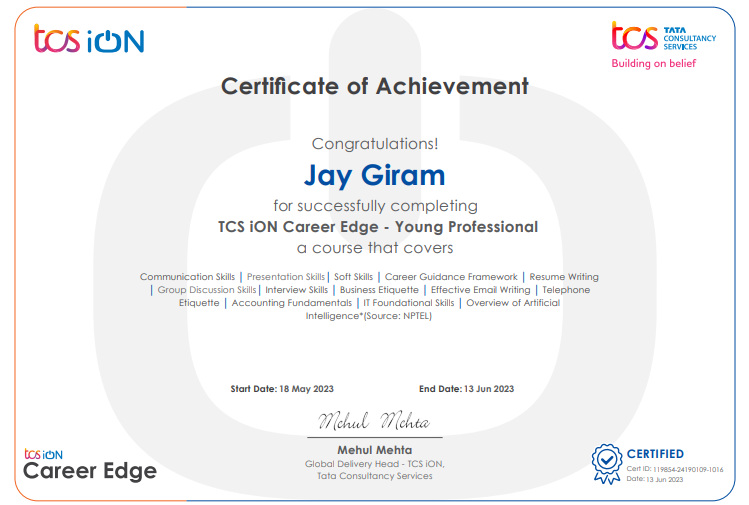 tcs iON
tcs TATA
CONSULTANCY
SERVICES
Building on belief
Certificate of Achievement
Congratulations!
Jay Giram
for successfully completing
TCS iON Career Edge - Young Professional
a course that covers
Communication Skills | Presentation Skills | Soft Skills | Career Guidance Framework | Resume Writing
| Group Discussion Skills | Interview Skills | Business Etiquette | Effective Email Writing | Telephone
Etiquette | Accounting Fundamentals | IT Foundational Skills | Overview of Artificial
Intelligence*(Source: NPTEL)
Start Date: 18 May 2023
End Date: 13 Jun 2023
Mehul Mehta
Mehul Mehta
Global Delivery Head - TCS iON,
Tata Consultancy Services
tcs iON
Career Edge
CERTIFIED
Cert ID: 119854-24190109-1016
Date: 13 Jun 2023